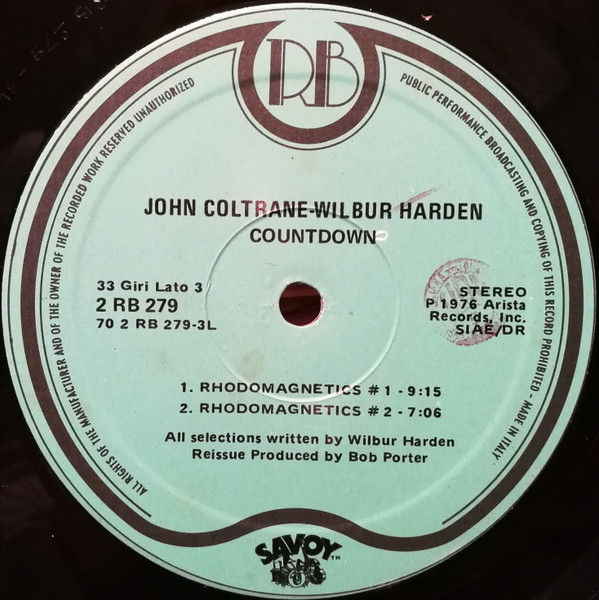 RB
ALL RIGHTS OF THE MANUFACTURER AND OF THE OWNER OF THE RECORDED WORK RESERVED UNAUTHORIZED
PUBLIC PERFORMANCE BROADCASTING AND COPYING OF THIS RECORD PROHIBITED - MADE IN ITALY
JOHN COLTRANE-WILBUR HARDEN
COUNTDOWN
33 Giri Lato 3
2 RB 279
70 2 RB 279-3L
STEREO
P 1976 Arista
Records, Inc.
SIAE/DR
1. RHODOMAGNETICS #1 - 9:15
2. RHODOMAGNETICS #2 - 7:06
All selections written by Wilbur Harden
Reissue Produced by Bob Porter
SAVOY TM